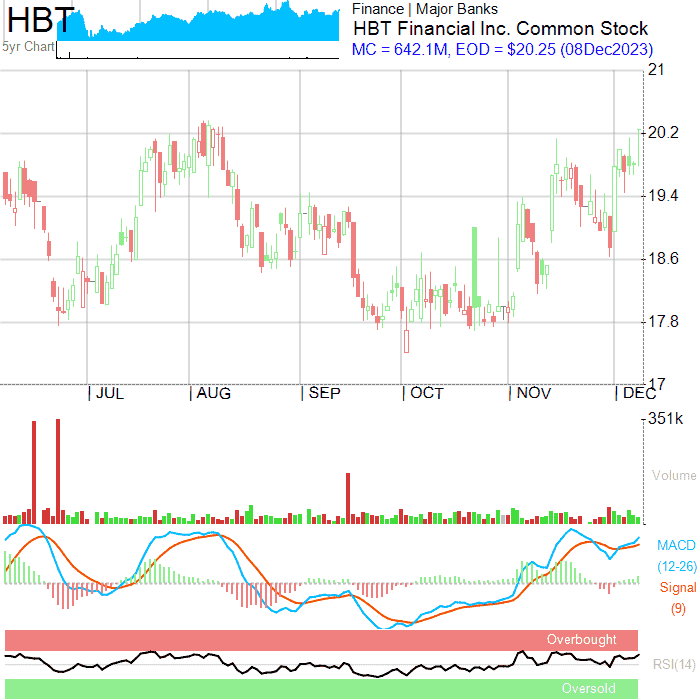 HBT
5yr Chart
Finance | Major Banks
HBT Financial Inc. Common Stock
MC = 642.1M, EOD = $20.25 (08Dec2023)
21
20.2
19.4
18.6
17.8
17
JUL AUG SEP OCT NOV DEC
351k
Volume
MACD
(12-26)
Signal
(9)
Overbought
RSI(14)
Oversold